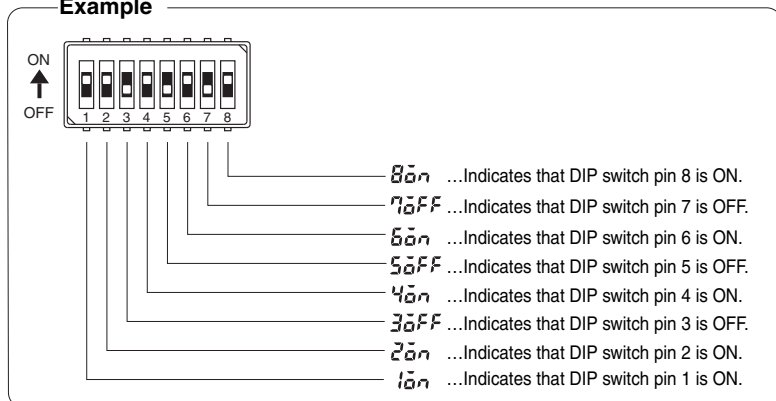 Example
ON
OFF
1 2 3 4 5 6 7 8
8on ...Indicates that DIP switch pin 8 is ON.
7oFF ...Indicates that DIP switch pin 7 is OFF.
6on ...Indicates that DIP switch pin 6 is ON.
5oFF ...Indicates that DIP switch pin 5 is OFF.
4on ...Indicates that DIP switch pin 4 is ON.
3oFF ...Indicates that DIP switch pin 3 is OFF.
2on ...Indicates that DIP switch pin 2 is ON.
1on ...Indicates that DIP switch pin 1 is ON.